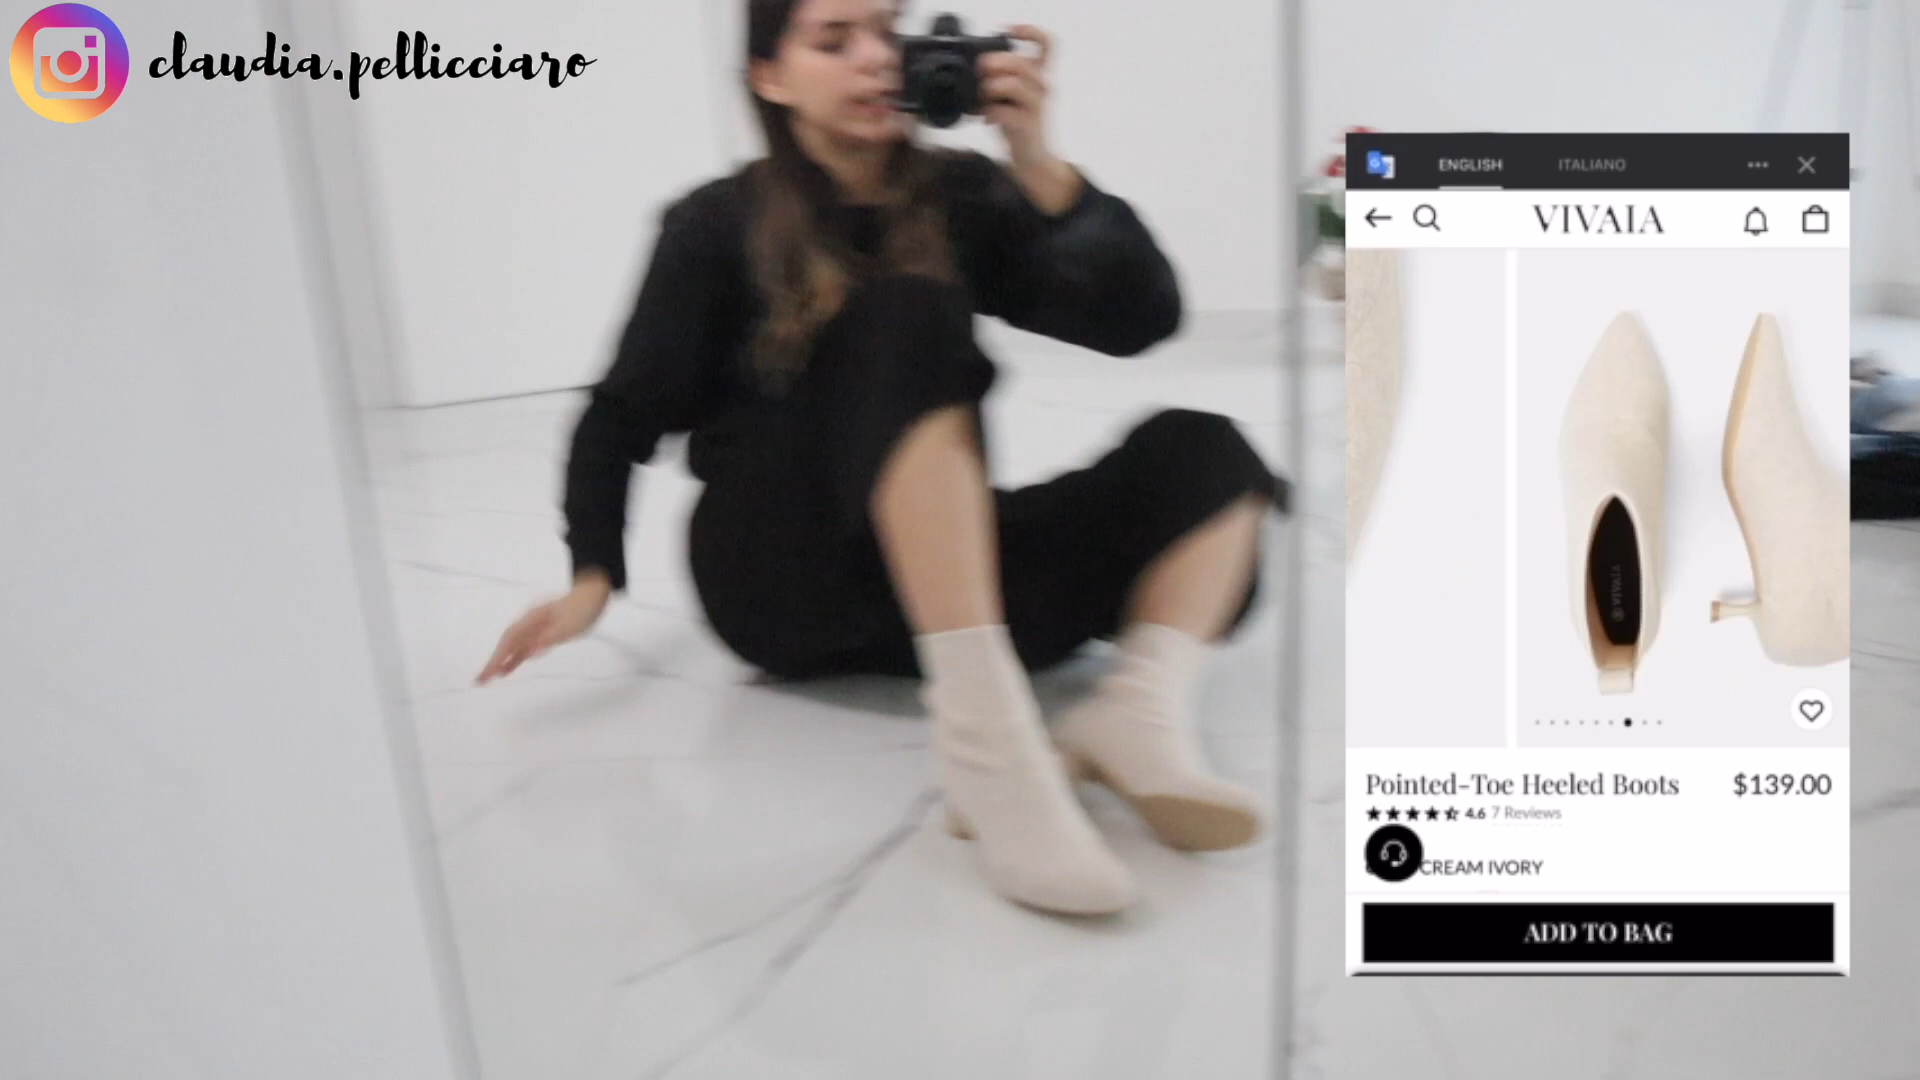 claudia.pellicciaro
ENGLISH ITALIANO
VIVAIA
VIVAIA
Pointed-Toe Heeled Boots $139.00
4.6 7 Reviews
CREAM IVORY
ADD TO BAG